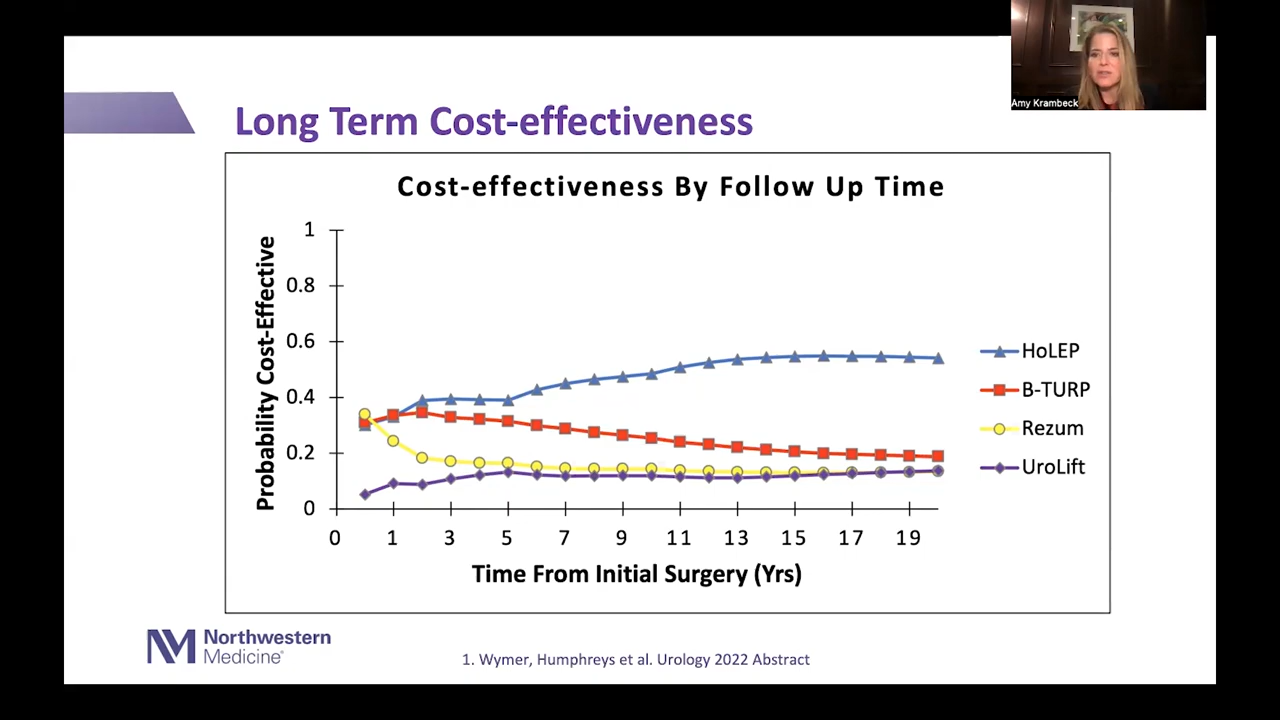 Amy Krambeck
Long Term Cost-effectiveness
Cost-effectiveness By Follow Up Time
Probability Cost-Effective
1
0.8
0.6
0.4
0.2
0
0 1 3 5 7 9 11 13 15 17 19
Time From Initial Surgery (Yrs)
HoLEP
B-TURP
Rezum
UroLift
NM
Northwestern
Medicine®
1. Wymer, Humphreys et al. Urology 2022 Abstract